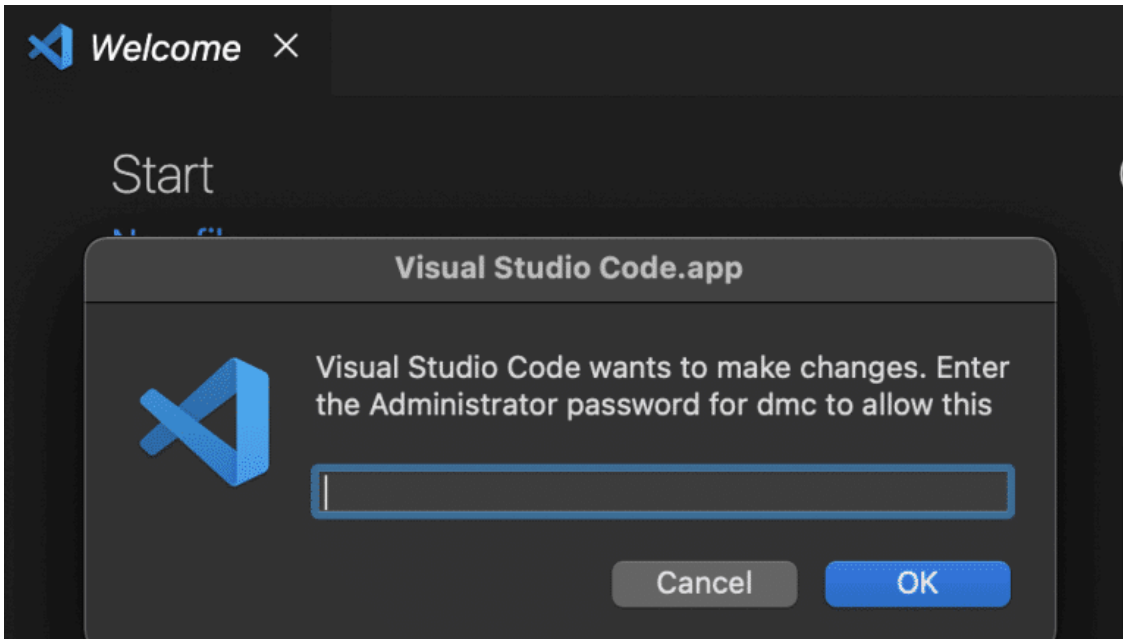 Welcome
Start
Visual Studio Code.app
Visual Studio Code wants to make changes. Enter
the Administrator password for dmc to allow this
Cancel OK